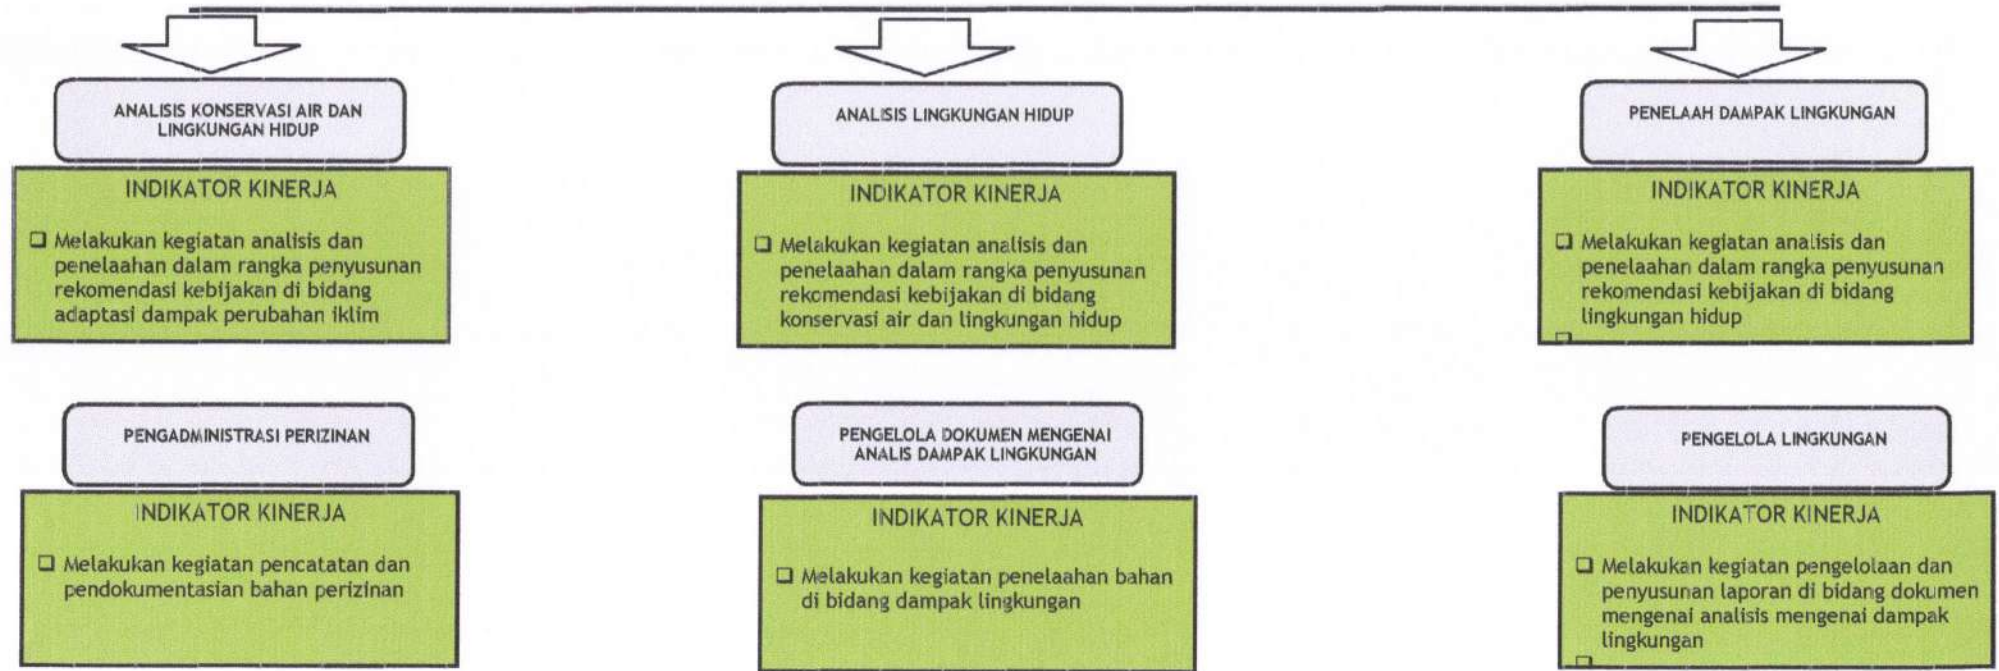 ANALISIS KONSERVASI AIR DAN
LINGKUNGAN HIDUP
INDIKATOR KINERJA
❑ Melakukan kegiatan analisis dan
penelaahan dalam rangka penyusunan
rekomendasi kebijakan di bidang
adaptasi dampak perubahan iklim
ANALISIS LINGKUNGAN HIDUP
INDIKATOR KINERJA
❑ Melakukan kegiatan analisis dan
penelaahan dalam rangka penyusunan
rekomendasi kebijakan di bidang
konservasi air dan lingkungan hidup
PENELAAH DAMPAK LINGKUNGAN
INDIKATOR KINERJA
❑ Melakukan kegiatan analisis dan
penelaahan dalam rangka penyusunan
rekomendasi kebijakan di bidang
lingkungan hidup
PENGADMINISTRASI PERIZINAN
INDIKATOR KINERJA
❑ Melakukan kegiatan pencatatan dan
pendokumentasian bahan perizinan
PENGELOLA DOKUMEN MENGENAI
ANALIS DAMPAK LINGKUNGAN
INDIKATOR KINERJA
❑ Melakukan kegiatan penelaahan bahan
di bidang dampak lingkungan
PENGELOLA LINGKUNGAN
INDIKATOR KINERJA
❑ Melakukan kegiatan pengelolaan dan
penyusunan laporan di bidang dokumen
mengenai analisis mengenai dampak
lingkungan